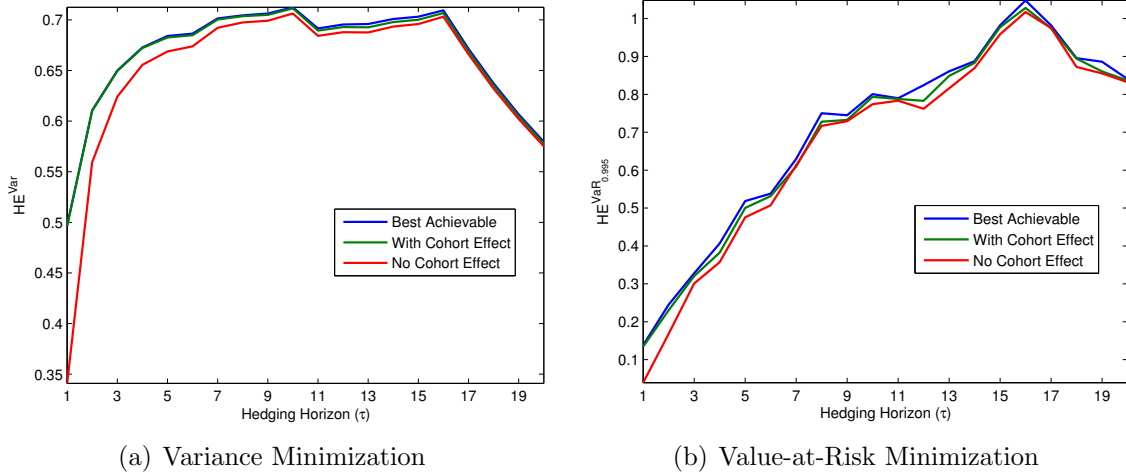 0.7
0.65
0.6
0.55
0.5
0.45
0.4
0.35
HE^Var
Best Achievable
With Cohort Effect
No Cohort Effect
1 3 5 7 9 11 13 15 17 19
Hedging Horizon (τ)
(a) Variance Minimization
1
0.9
0.8
0.7
0.6
0.5
0.4
0.3
0.2
0.1
HE^VaR_0.995
Best Achievable
With Cohort Effect
No Cohort Effect
1 3 5 7 9 11 13 15 17 19
Hedging Horizon (τ)
(b) Value-at-Risk Minimization